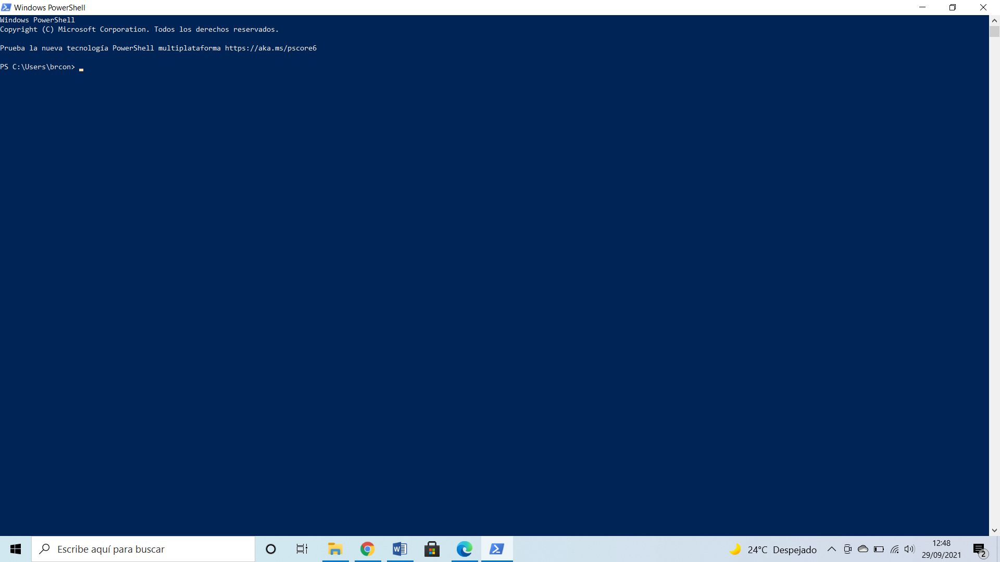 Windows PowerShell
Windows PowerShell
Copyright (C) Microsoft Corporation. Todos los derechos reservados.
Prueba la nueva tecnología PowerShell multiplataforma https://aka.ms/pscore6
PS C:\Users\brcon>
Escribe aquí para buscar
24°C Despejado
12:48
29/09/2021
2